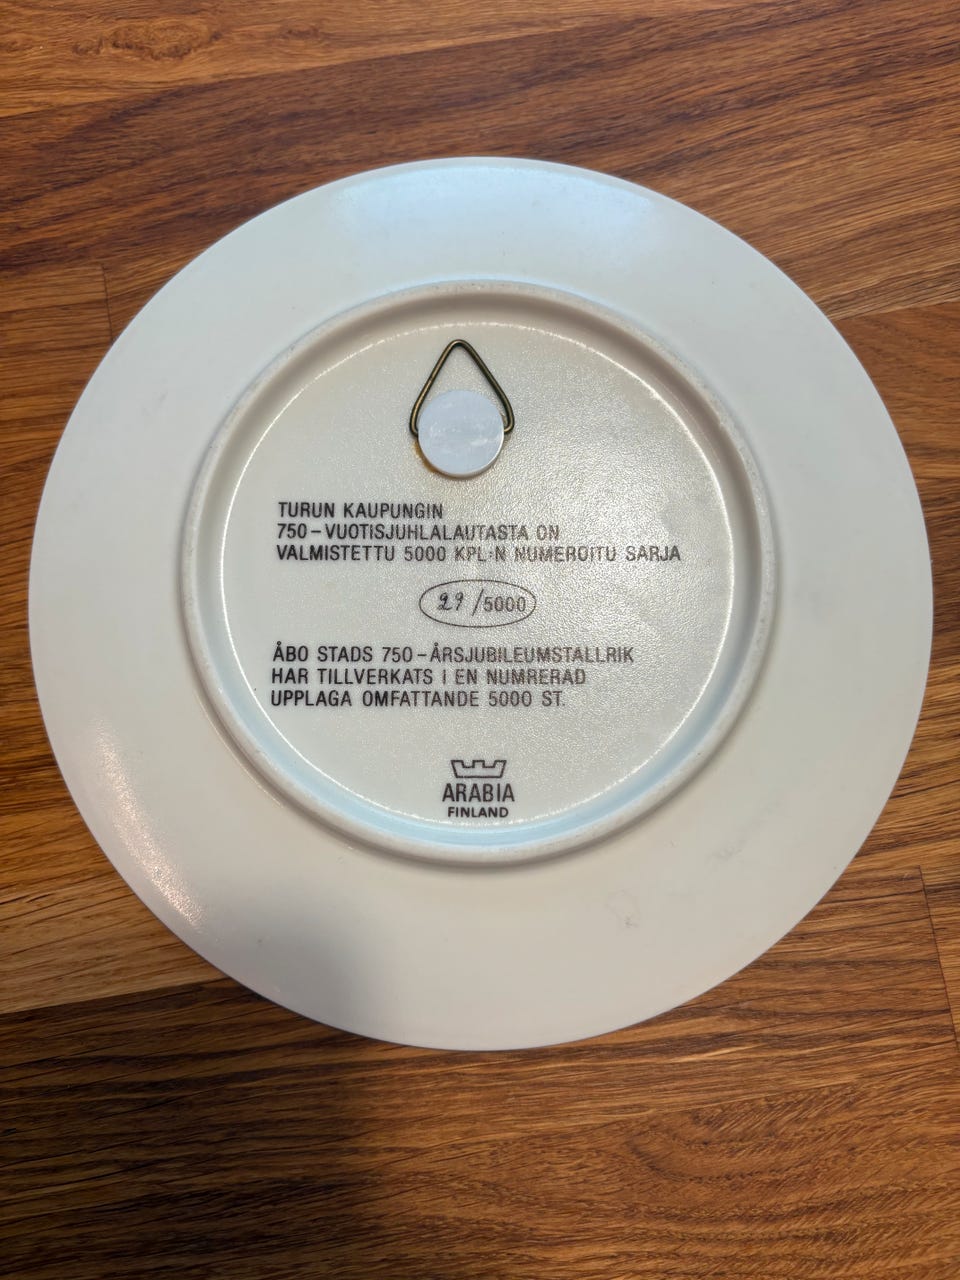 TURUN KAUPUNGIN
750-VUOTISJUHLALAUTASTA ON
VALMISTETTU 5000 KPL:N NUMEROITU SARJA
29/5000
ÅBO STADS 750-ÅRSJUBILEUMSTALLRIK
HAR TILLVERKATS I EN NUMRERAD
UPPLAGA OMFATTANDE 5000 ST.
ARABIA
FINLAND